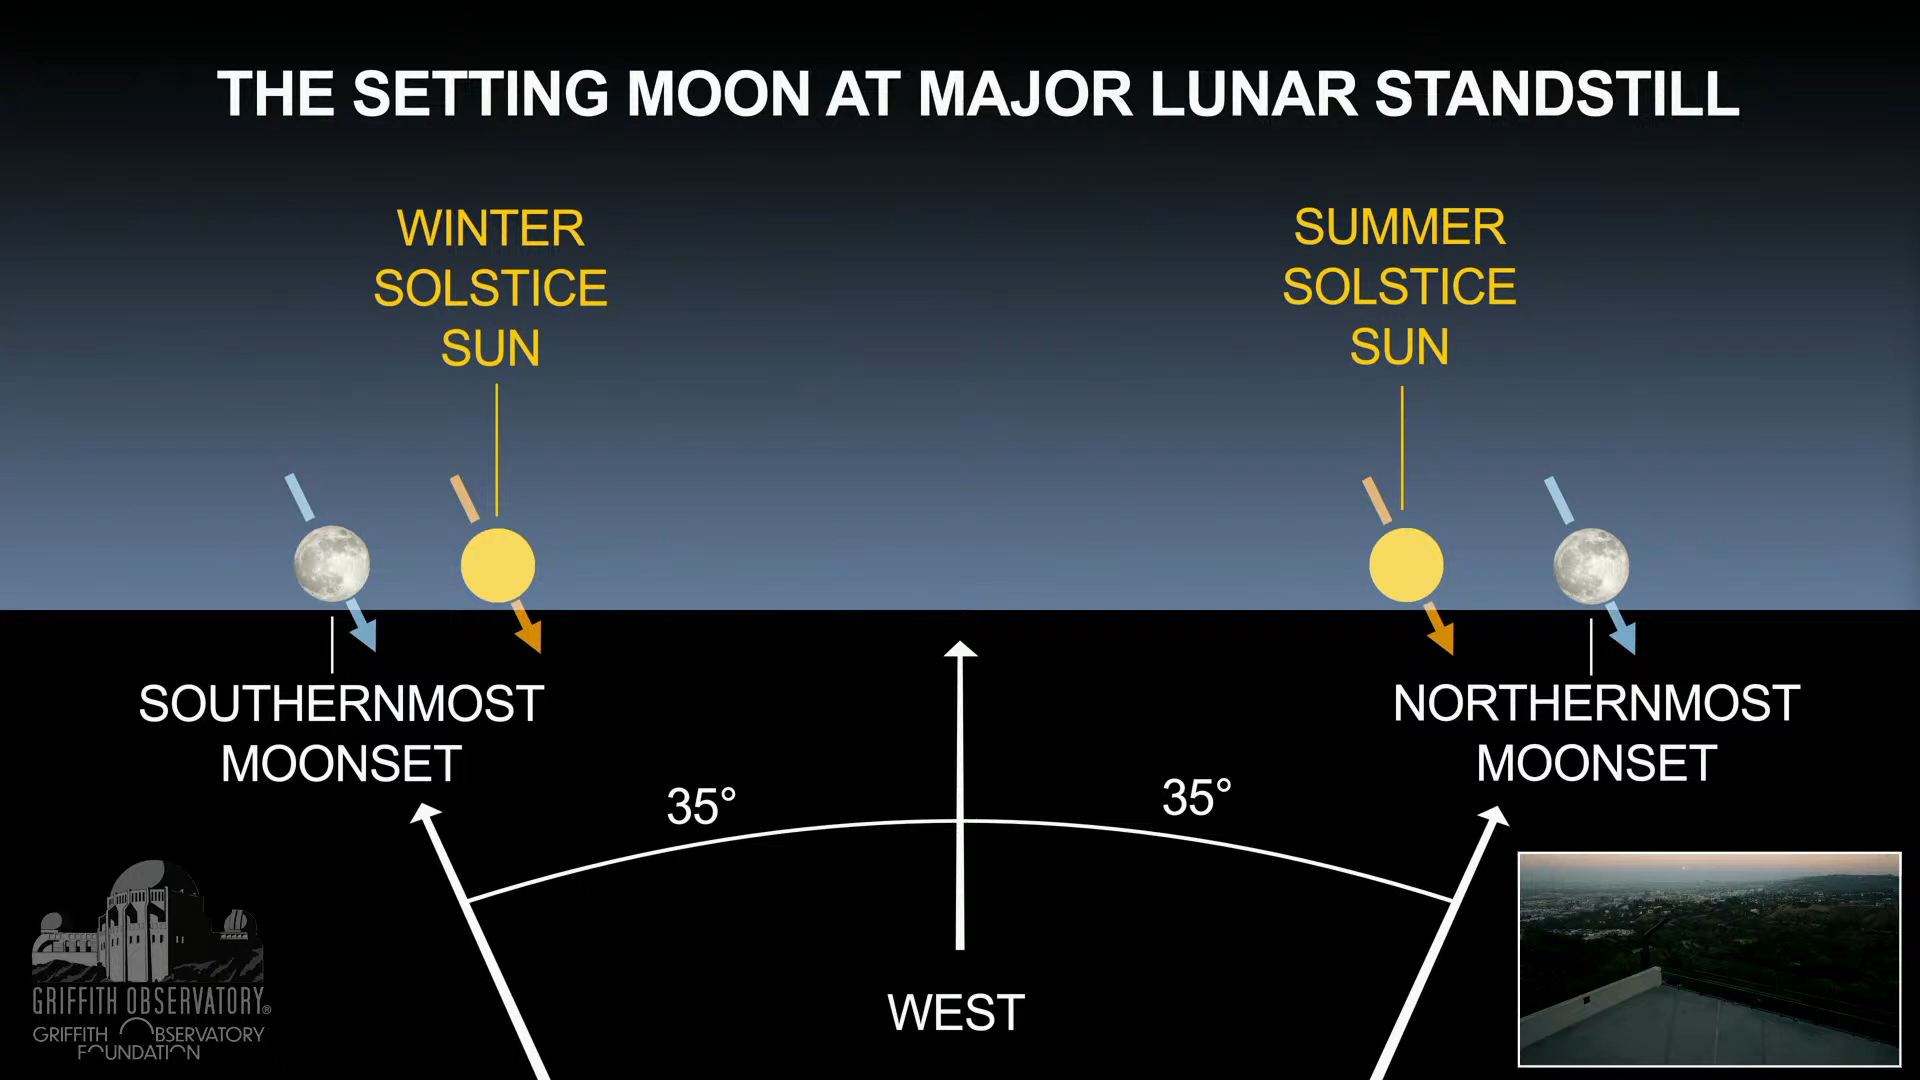 THE SETTING MOON AT MAJOR LUNAR STANDSTILL
WINTER
SOLSTICE
SUN
SUMMER
SOLSTICE
SUN
SOUTHERNMOST
MOONSET
NORTHERNMOST
MOONSET
35°
35°
WEST
GRIFFITH OBSERVATORY®
GRIFFITH OBSERVATORY
FOUNDATION